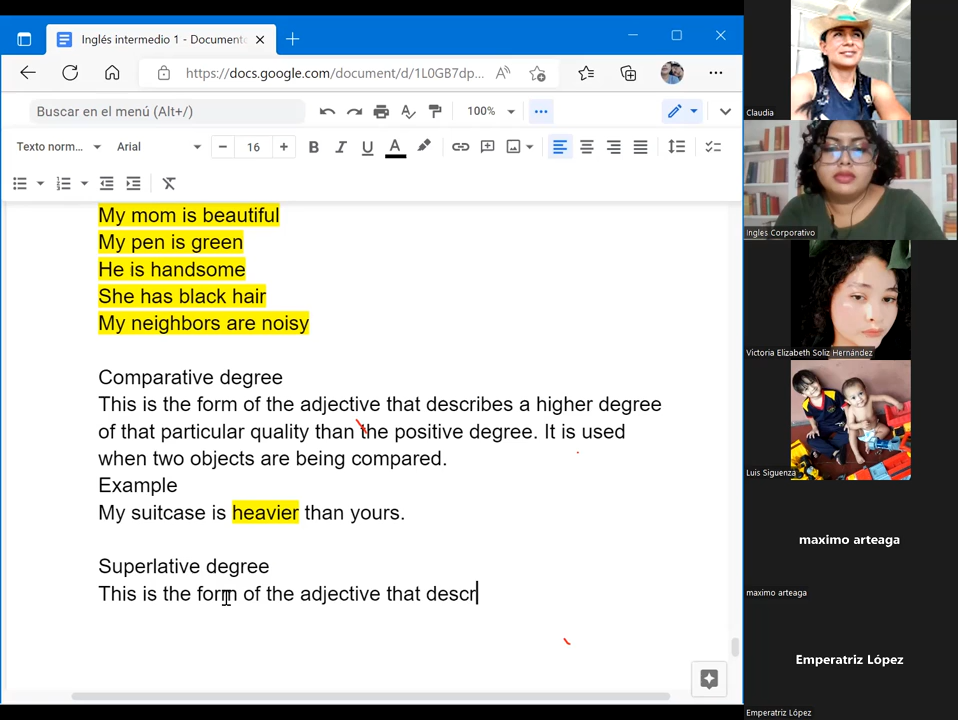 Inglés intermedio 1 - Documento
https://docs.google.com/document/d/1L0GB7dp...
Buscar en el menú (Alt+/)
100%
Texto norm...
Arial
16
My mom is beautiful
My pen is green
He is handsome
She has black hair
My neighbors are noisy
Comparative degree
This is the form of the adjective that describes a higher degree
of that particular quality than the positive degree. It is used
when two objects are being compared.
Example
My suitcase is heavier than yours.
Superlative degree
This is the form of the adjective that descr
Claudia
Ingles Corporativo
Victoria Elizabeth Soliz Hernández
Luis Siguenza
maximo arteaga
maximo arteaga
Emperatriz López
Emperatriz López